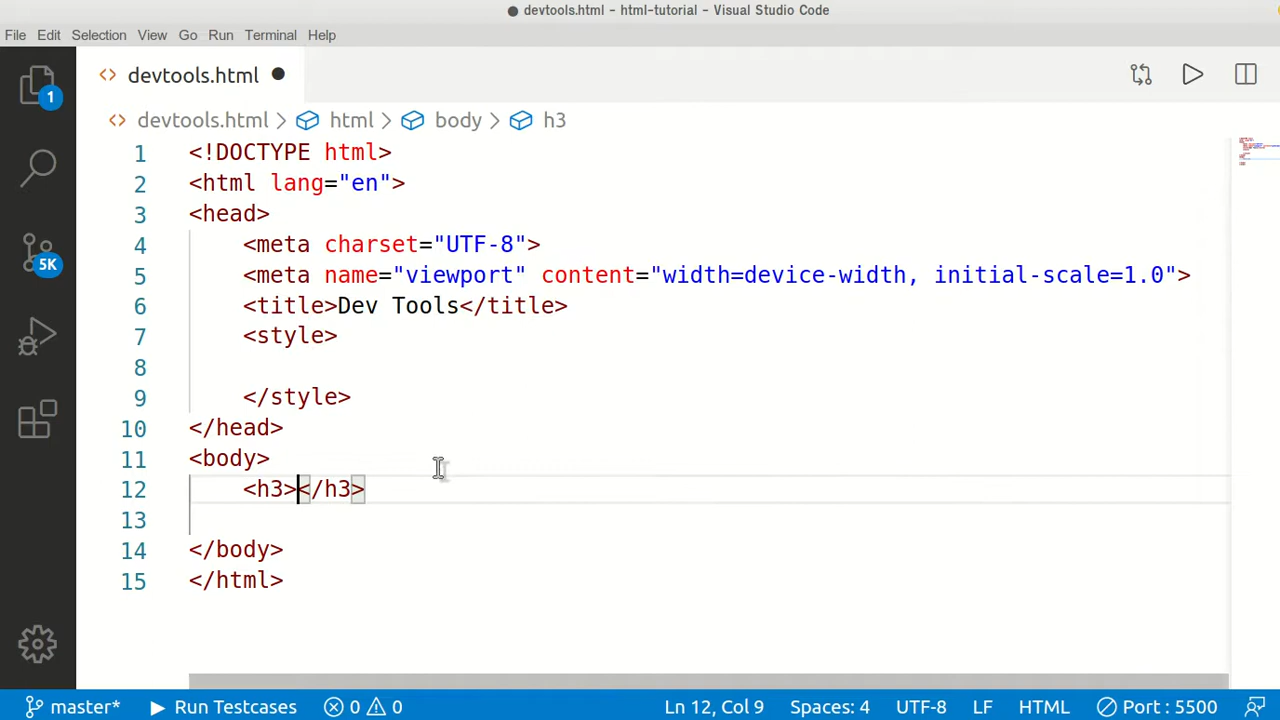 ● devtools.html - html-tutorial - Visual Studio Code
File Edit Selection View Go Run Terminal Help
<> devtools.html ●
<> devtools.html > html > body > h3
1 <!DOCTYPE html>
2 <html lang="en">
3 <head>
4     <meta charset="UTF-8">
5     <meta name="viewport" content="width=device-width, initial-scale=1.0">
6     <title>Dev Tools</title>
7     <style>
8
9     </style>
10 </head>
11 <body>
12     <h3></h3>
13
14 </body>
15 </html>
1
5K
master* Run Testcases 0 0 Ln 12, Col 9 Spaces: 4 UTF-8 LF HTML Port : 5500